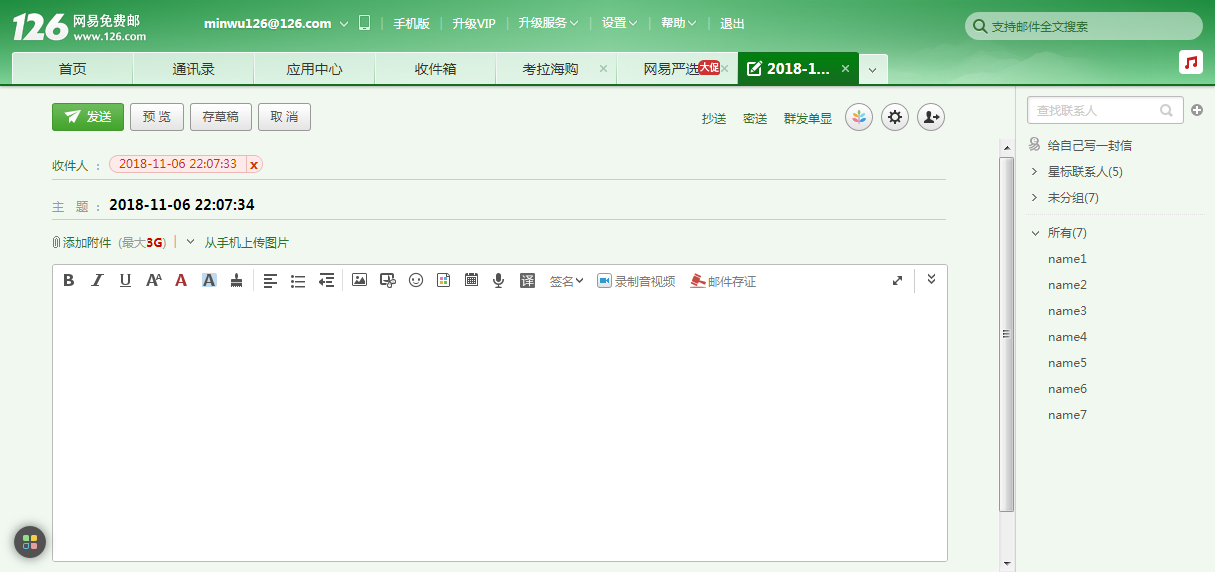 126 网易免费邮 www.126.com
minwu126@126.com 手机版 升级VIP 升级服务 设置 帮助 退出
支持邮件全文搜索
首页 通讯录 应用中心 收件箱 考拉海购 网易严选 大促 2018-1...
发送 预 览 存草稿 取 消
抄送 密送 群发单显
收件人 ： 2018-11-06 22:07:33 x
主 题 ： 2018-11-06 22:07:34
添加附件 (最大3G) 从手机上传图片
B I U AA A A 译 签名 录制音视频 邮件存证
查找联系人
给自己写一封信
星标联系人(5)
未分组(7)
所有(7)
name1
name2
name3
name4
name5
name6
name7